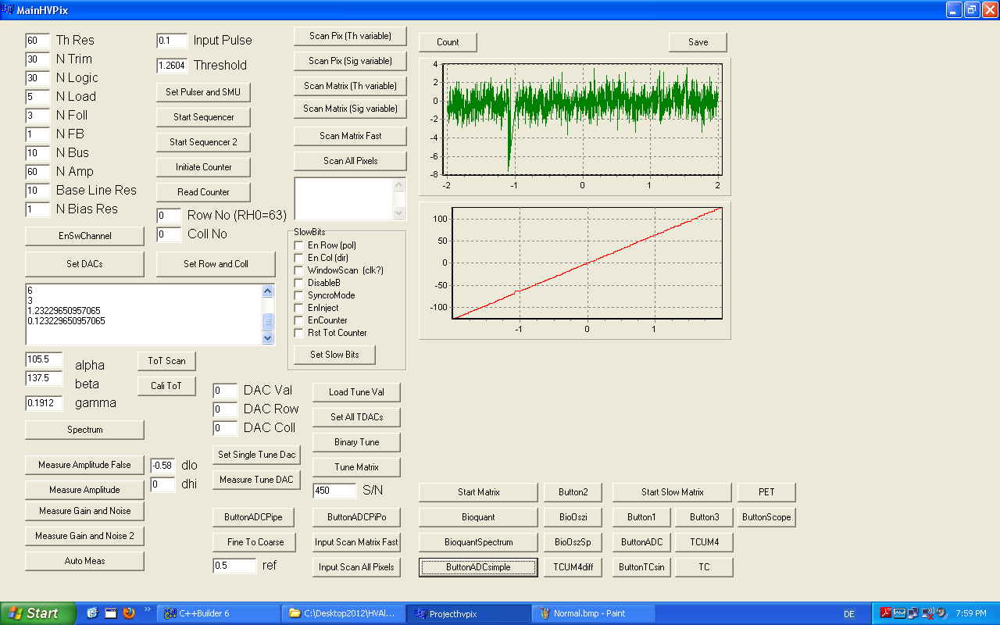 MainHVPix
60 Th Res
30 N Trim
30 N Logic
5 N Load
3 N Foll
1 N FB
10 N Bus
60 N Amp
10 Base Line Res
1 N Bias Res
EnSwChannel
Set DACs
0.1 Input Pulse
1.2604 Threshold
Set Pulser and SMU
Start Sequencer
Start Sequencer 2
Initiate Counter
Read Counter
0 Row No (RH0=63)
0 Coll No
Set Row and Coll
Scan Pix (Th variable)
Scan Pix (Sig variable)
Scan Matrix (Th variable)
Scan Matrix (Sig variable)
Scan Matrix Fast
Scan All Pixels
SlowBits
En Row (pol)
En Col (dir)
WindowScan (clk?)
DisableB
SyncroMode
EnInject
EnCounter
Rst Tot Counter
Set Slow Bits
Count
Save
4
2
0
-2
-4
-6
-8
-2 -1 0 1 2
100
50
0
-50
-100
-1 0 1
6
3
1.23229650957065
0.123229650957065
105.5 alpha
137.5 beta
0.1912 gamma
ToT Scan
Cali ToT
Spectrum
0 DAC Val
0 DAC Row
0 DAC Coll
Set Single Tune Dac
Measure Tune DAC
Load Tune Val
Set All TDACs
Binary Tune
Tune Matrix
450 S/N
Measure Amplitude False
-0.58 dlo
Measure Amplitude
0 dhi
Measure Gain and Noise
Measure Gain and Noise 2
Auto Meas
ButtonADCPipe
Fine To Coarse
0.5 ref
ButtonADCPiPo
Input Scan Matrix Fast
Input Scan All Pixels
Start Matrix Button2 Start Slow Matrix PET
Bioquant BioOszi Button1 Button3 ButtonScope
BioquantSpectrum BioOszSp ButtonADC TCUM4
ButtonADCsimple TCUM4diff ButtonTCsin TC
Start » C++Builder 6 C:\Desktop2012\HVAl... Projecthvpix Normal.bmp - Paint DE 7:59 PM